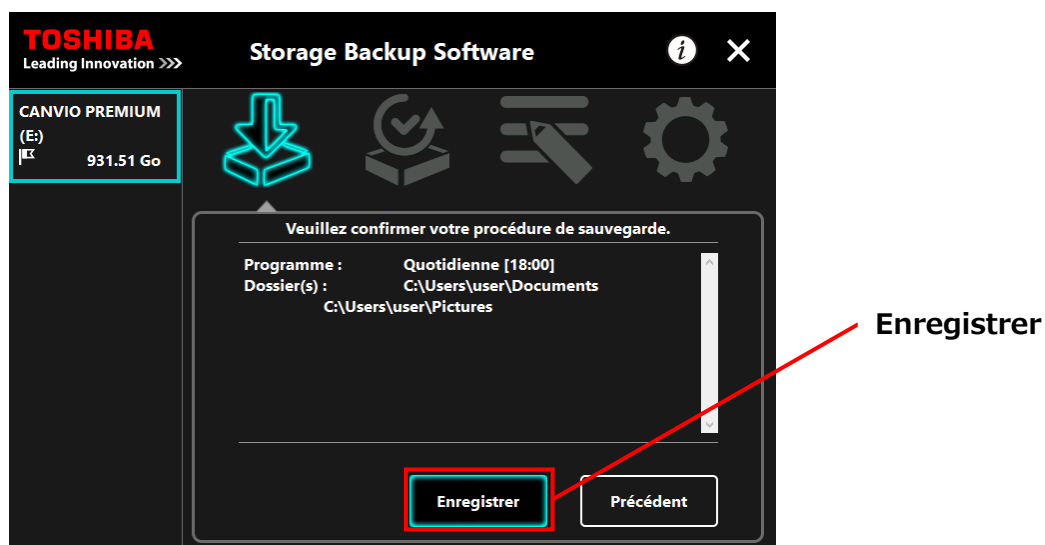 TOSHIBA
Leading Innovation >>>
Storage Backup Software
i
CANVIO PREMIUM
(E:)
931.51 Go
Veuillez confirmer votre procédure de sauvegarde.
Programme : Quotidienne [18:00]
Dossier(s) : C:\Users\user\Documents
C:\Users\user\Pictures
Enregistrer
Enregistrer
Précédent